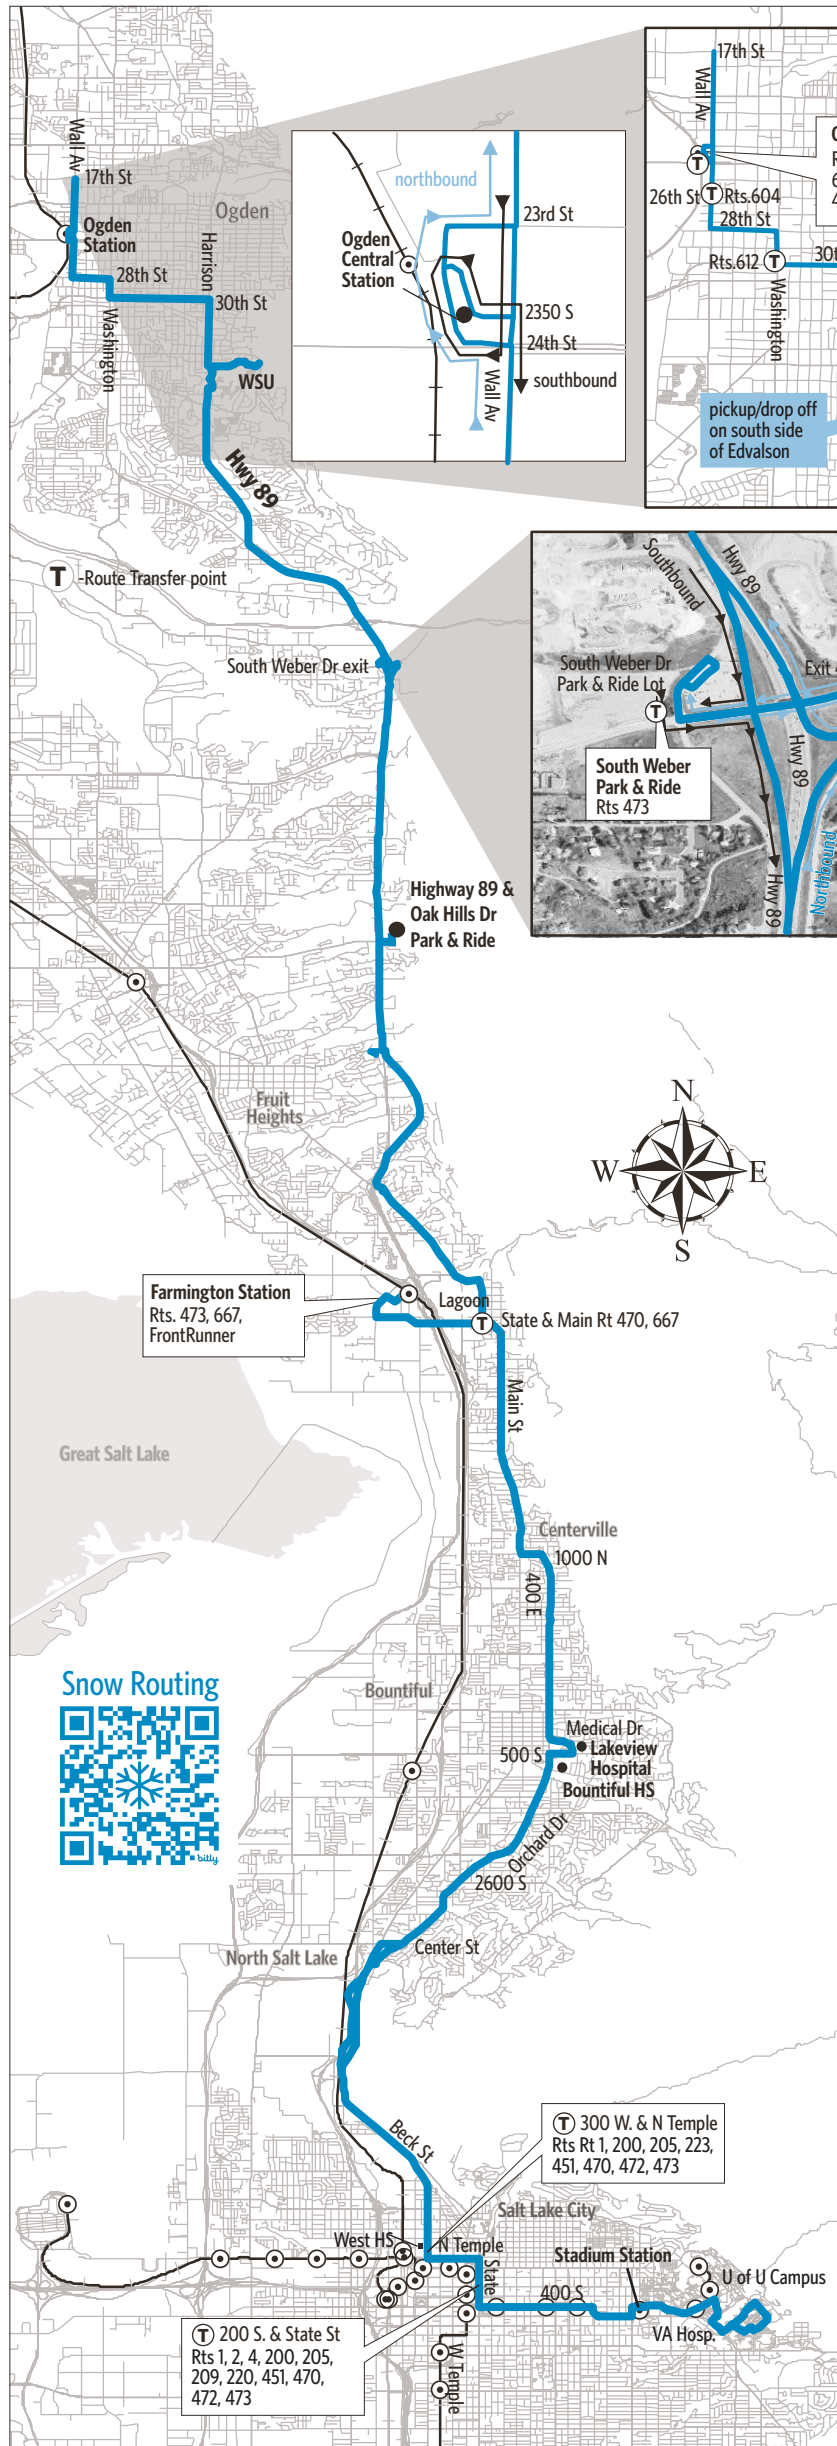 Wall Av
17th St
Ogden
Ogden
Station
Harrison
28th St
30th St
Washington
WSU
Hwy 89
northbound
23rd St
Ogden
Central
Station
2350 S
24th St
Wall Av
southbound
17th St
Wall Av
T
26th St
T
Rts.604
28th St
Rts.612
T
30th
Washington
pickup/drop off
on south side
of Edvalson
T
-Route Transfer point
South Weber Dr exit
Southbound
Hwy 89
South Weber Dr
Park & Ride Lot
Exit
T
South Weber
Park & Ride
Rts 473
Hwy 89
Hwy 89
Northbound
Highway 89 &
Oak Hills Dr
Park & Ride
Fruit
Heights
N
W
E
S
Farmington Station
Rts. 473, 667,
FrontRunner
Lagoon
T
State & Main Rt 470, 667
Main St
Great Salt Lake
Centerville
1000 N
400 E
Snow Routing
bitly
Bountiful
Medical Dr
Lakeview
Hospital
500 S
Bountiful HS
Orchard Dr
2600 S
North Salt Lake
Center St
Beck St
T 300 W. & N Temple
Rts Rt 1, 200, 205, 223,
451, 470, 472, 473
Salt Lake City
West HS
N Temple
State
Stadium Station
U of U Campus
400 S
VA Hosp.
T 200 S. & State St
Rts 1, 2, 4, 200, 205,
209, 220, 451, 470,
472, 473
W Temple